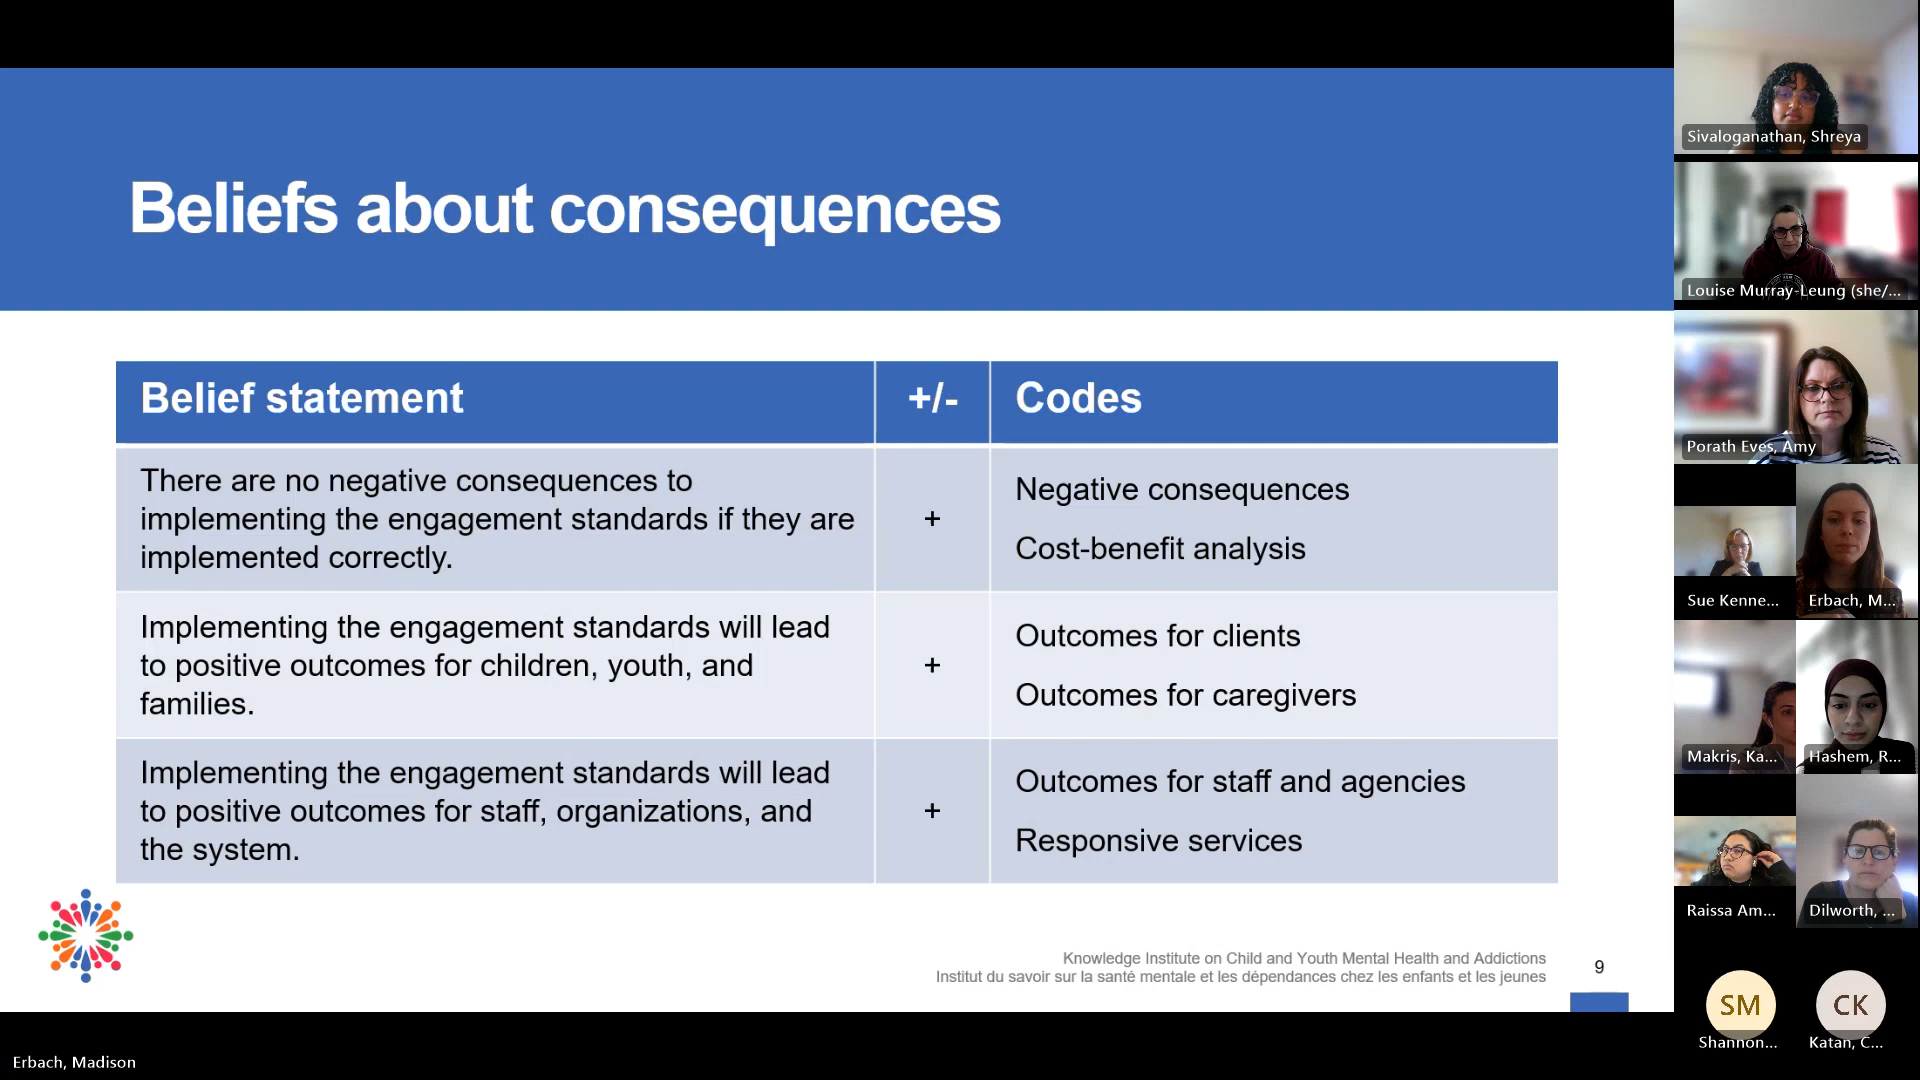 Beliefs about consequences
Belief statement
+/-
Codes
There are no negative consequences to
implementing the engagement standards if they are
implemented correctly.
+
Negative consequences
Cost-benefit analysis
Implementing the engagement standards will lead
to positive outcomes for children, youth, and
families.
+
Outcomes for clients
Outcomes for caregivers
Implementing the engagement standards will lead
to positive outcomes for staff, organizations, and
the system.
+
Outcomes for staff and agencies
Responsive services
Knowledge Institute on Child and Youth Mental Health and Addictions
Institut du savoir sur la santé mentale et les dépendances chez les enfants et les jeunes
9
Erbach, Madison
Sivaloganathan, Shreya
Louise Murray-Leung (she/...
Porath Eves, Amy
Sue Kenne...
Erbach, M...
Makris, Ka...
Hashem, R...
Raissa Am...
Dilworth, ...
SM
Shannon...
CK
Katan, C...